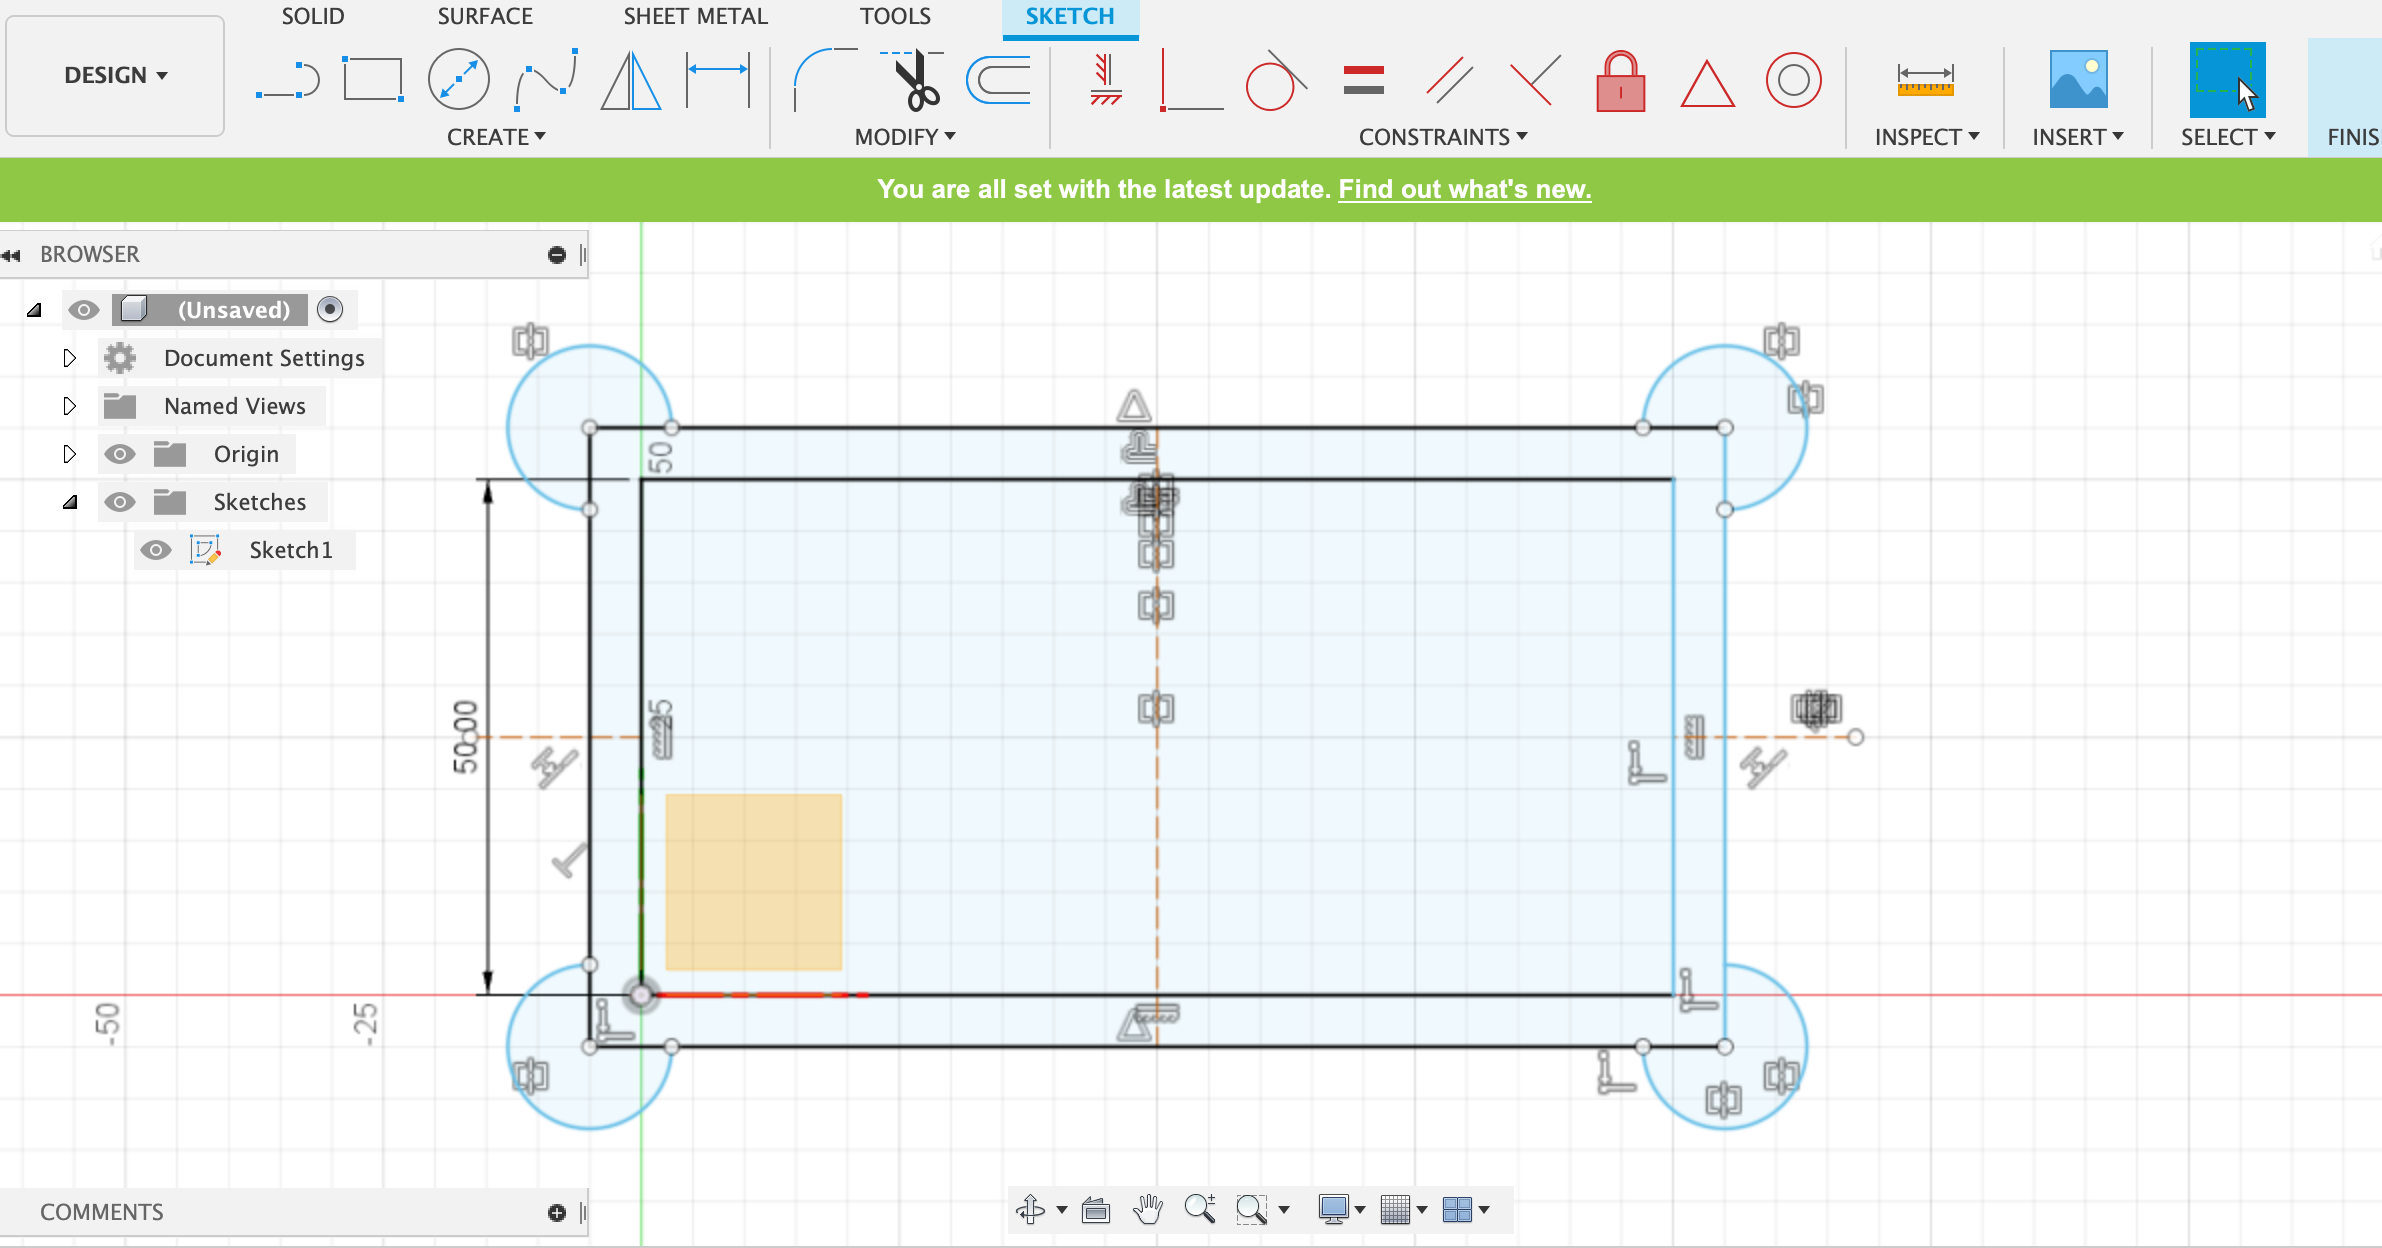 SOLID SURFACE SHEET METAL TOOLS SKETCH
DESIGN
CREATE MODIFY CONSTRAINTS INSPECT INSERT SELECT FINIS
You are all set with the latest update. Find out what's new.
BROWSER
(Unsaved)
Document Settings
Named Views
Origin
Sketches
Sketch1
50
50.00
-50
-25
COMMENTS